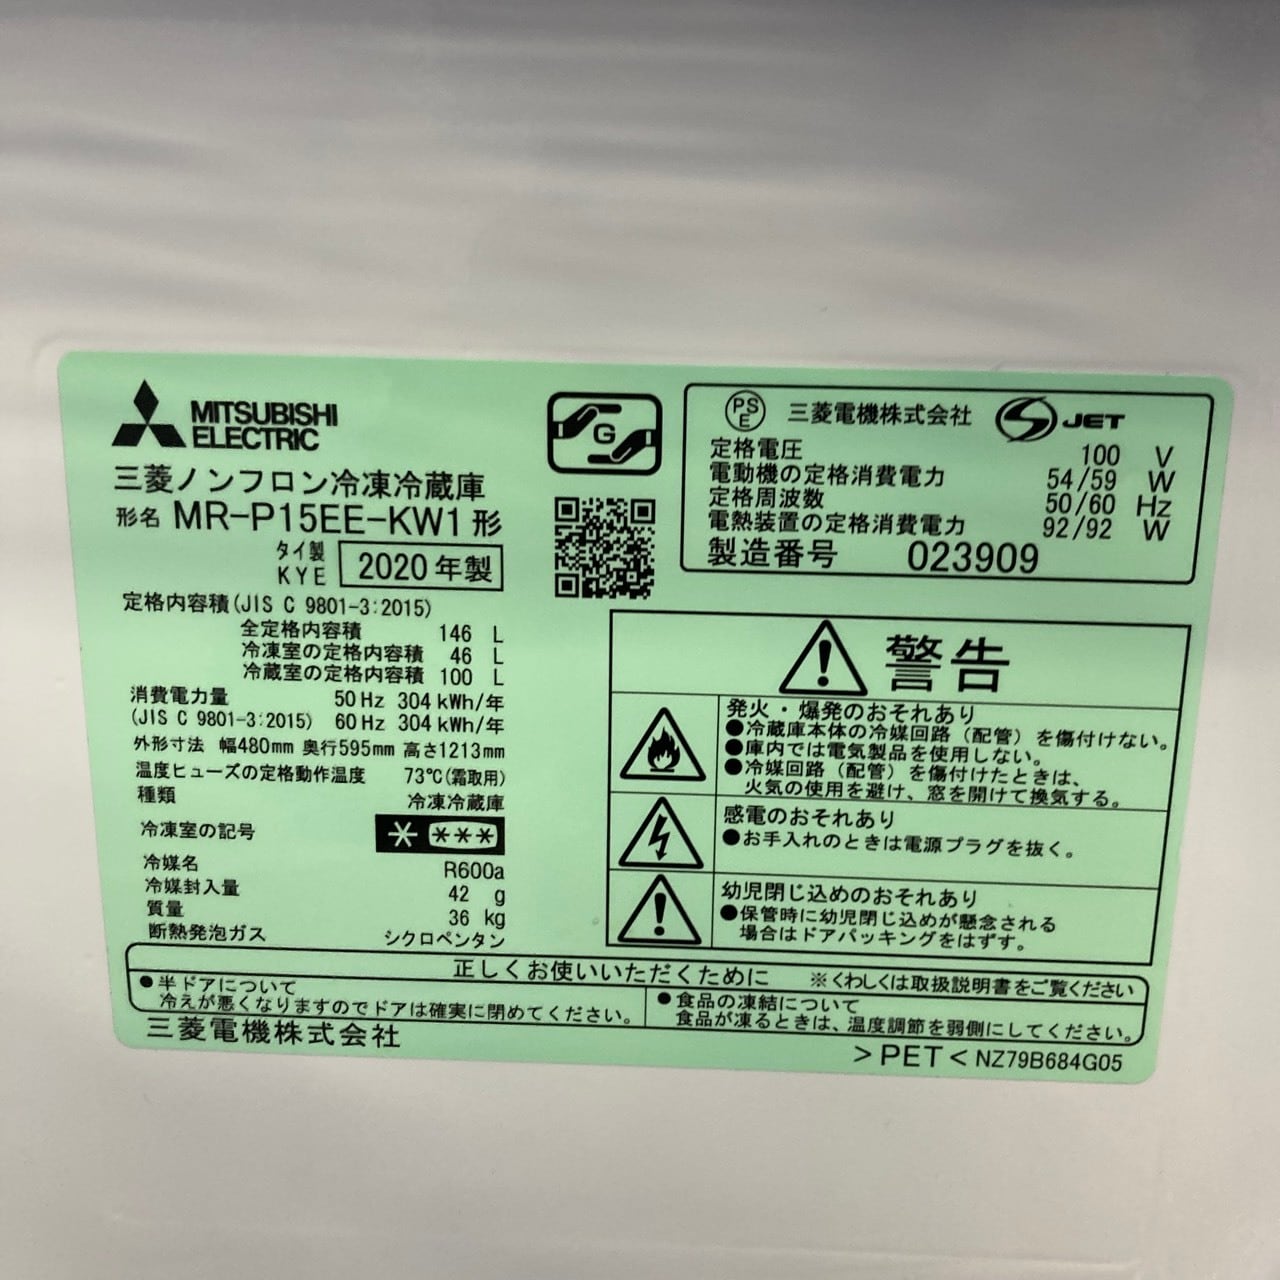 MITSUBISHI
ELECTRIC
三菱ノンフロン冷凍冷蔵庫
形名 MR-P15EE-KW1形
タイ製
KYE
2020年製
定格内容積(JIS C 9801-3:2015)
全定格内容積 146 L
冷凍室の定格内容積 46 L
冷蔵室の定格内容積 100 L
消費電力量 50Hz 304kWh/年
(JIS C 9801-3:2015) 60Hz 304kWh/年
外形寸法 幅480mm 奥行595mm 高さ1213mm
温度ヒューズの定格動作温度 73℃(霜取用)
種類 冷凍冷蔵庫
冷凍室の記号 * ***
冷媒名 R600a
冷媒封入量 42 g
質量 36 kg
断熱発泡ガス シクロペンタン
G
PS
E
三菱電機株式会社
JET
定格電圧 100 V
電動機の定格消費電力 54/59 W
定格周波数 50/60 Hz
電熱装置の定格消費電力 92/92 W
製造番号 023909
警告
発火・爆発のおそれあり
●冷蔵庫本体の冷媒回路(配管)を傷付けない。
●庫内では電気製品を使用しない。
●冷媒回路(配管)を傷付けたときは、
火気の使用を避け、窓を開けて換気する。
感電のおそれあり
●お手入れのときは電源プラグを抜く。
幼児閉じ込めのおそれあり
●保管時に幼児閉じ込めが懸念される
場合はドアパッキングをはずす。
正しくお使いいただくために ※くわしくは取扱説明書をご覧ください
●半ドアについて
冷えが悪くなりますのでドアは確実に閉めてください。
●食品の凍結について
食品が凍るときは、温度調節を弱側にしてください。
三菱電機株式会社
>PET< NZ79B684G05